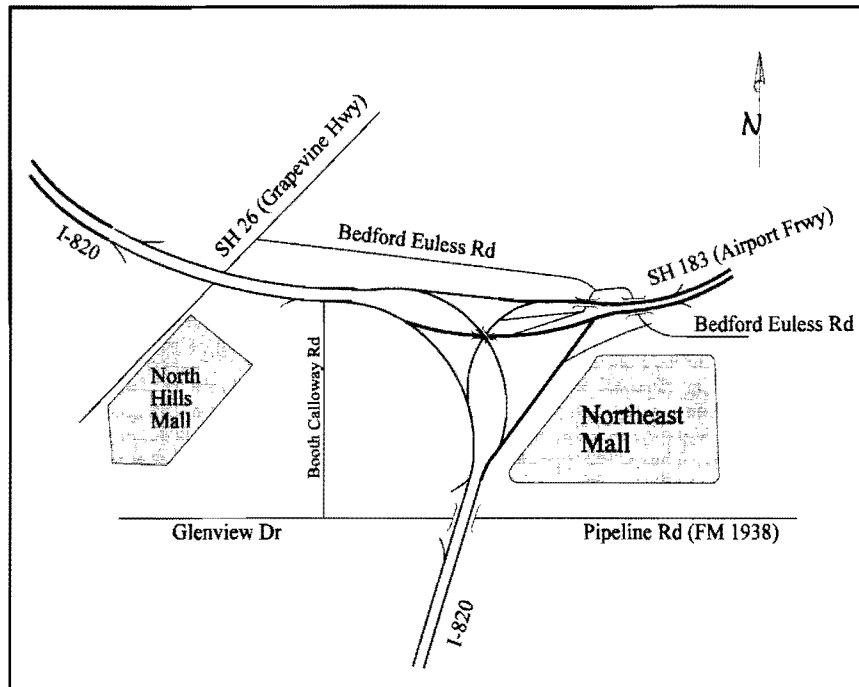 N
SH 26 (Grapevine Hwy)
I-820
Bedford Euless Rd
SH 183 (Airport Frwy)
Bedford Euless Rd
North
Hills
Mall
Booth Calloway Rd
Northeast
Mall
Glenview Dr
Pipeline Rd (FM 1938)
I-820